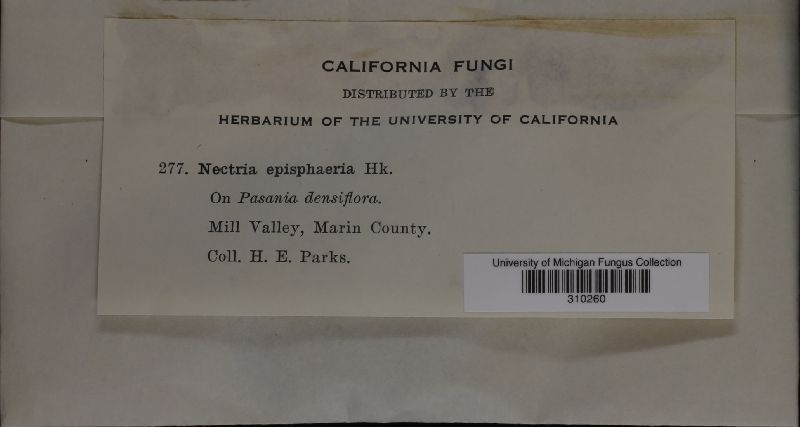 CALIFORNIA FUNGI
DISTRIBUTED BY THE
HERBARIUM OF THE UNIVERSITY OF CALIFORNIA
277. Nectria episphaeria Hk.
On Pasania densiflora.
Mill Valley, Marin County.
Coll. H. E. Parks.
University of Michigan Fungus Collection
310260